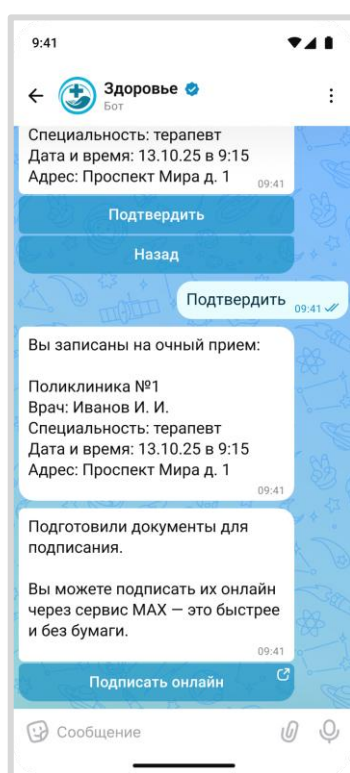 9:41
Здоровье
Бот
Специальность: терапевт
Дата и время: 13.10.25 в 9:15
Адрес: Проспект Мира д. 1
09:41
Подтвердить
Назад
Подтвердить
09:41
Вы записаны на очный прием:
Поликлиника №1
Врач: Иванов И. И.
Специальность: терапевт
Дата и время: 13.10.25 в 9:15
Адрес: Проспект Мира д. 1
09:41
Подготовили документы для
подписания.
Вы можете подписать их онлайн
через сервис MAX — это быстрее
и без бумаги.
09:41
Подписать онлайн
Сообщение